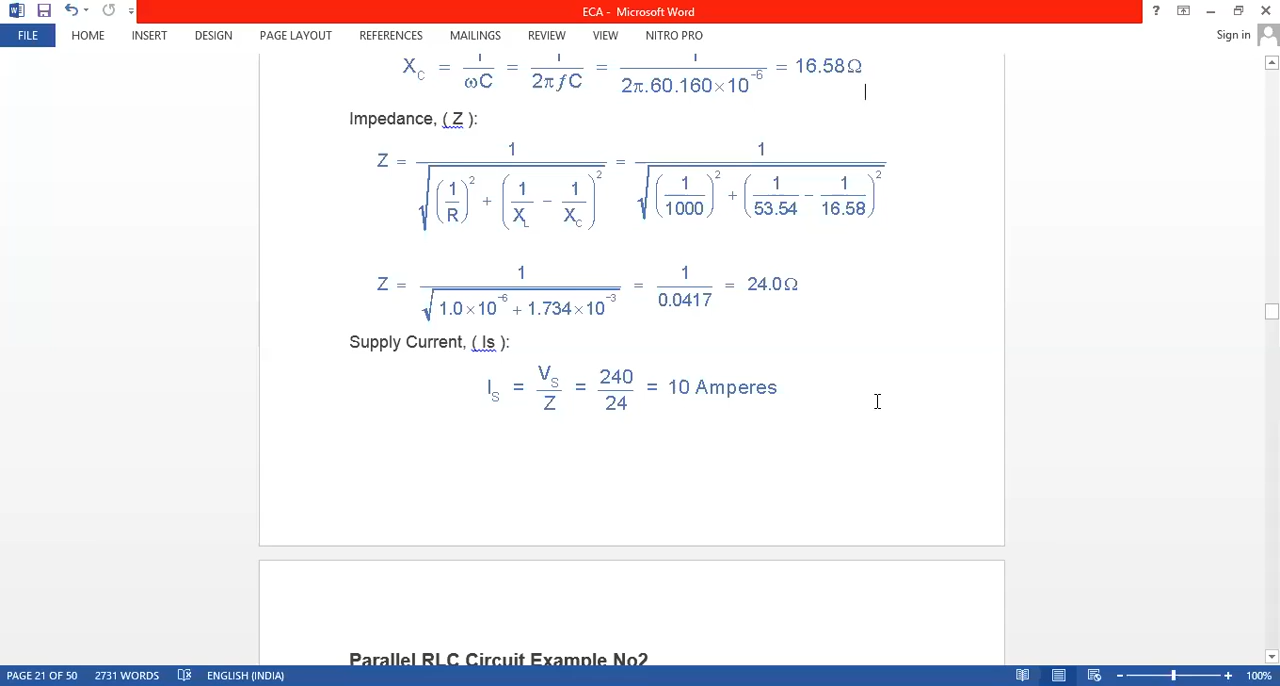 ECA - Microsoft Word
FILE HOME INSERT DESIGN PAGE LAYOUT REFERENCES MAILINGS REVIEW VIEW NITRO PRO Sign in
X_C = 1/ωC = 1/2πƒC = 1/2π.60.160×10^-6 = 16.58Ω
Impedance, ( Z ):
Z = 1/√((1/R)^2 + (1/X_L − 1/X_C)^2) = 1/√((1/1000)^2 + (1/53.54 − 1/16.58)^2)
Z = 1/√(1.0×10^-6 + 1.734×10^-3) = 1/0.0417 = 24.0Ω
Supply Current, ( Is ):
I_S = V_S/Z = 240/24 = 10 Amperes
Parallel RLC Circuit Example No2
PAGE 21 OF 50 2731 WORDS ENGLISH (INDIA) 100%